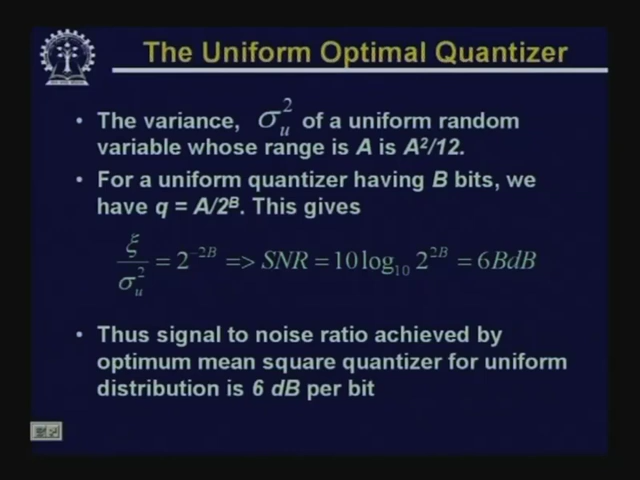 The Uniform Optimal Quantizer
• The variance, σ_u^2 of a uniform random
variable whose range is A is A²/12.
• For a uniform quantizer having B bits, we
have q = A/2^B. This gives
ξ/σ_u^2 = 2^{-2B} => SNR = 10 log_{10} 2^{2B} = 6BdB
• Thus signal to noise ratio achieved by
optimum mean square quantizer for uniform
distribution is 6 dB per bit